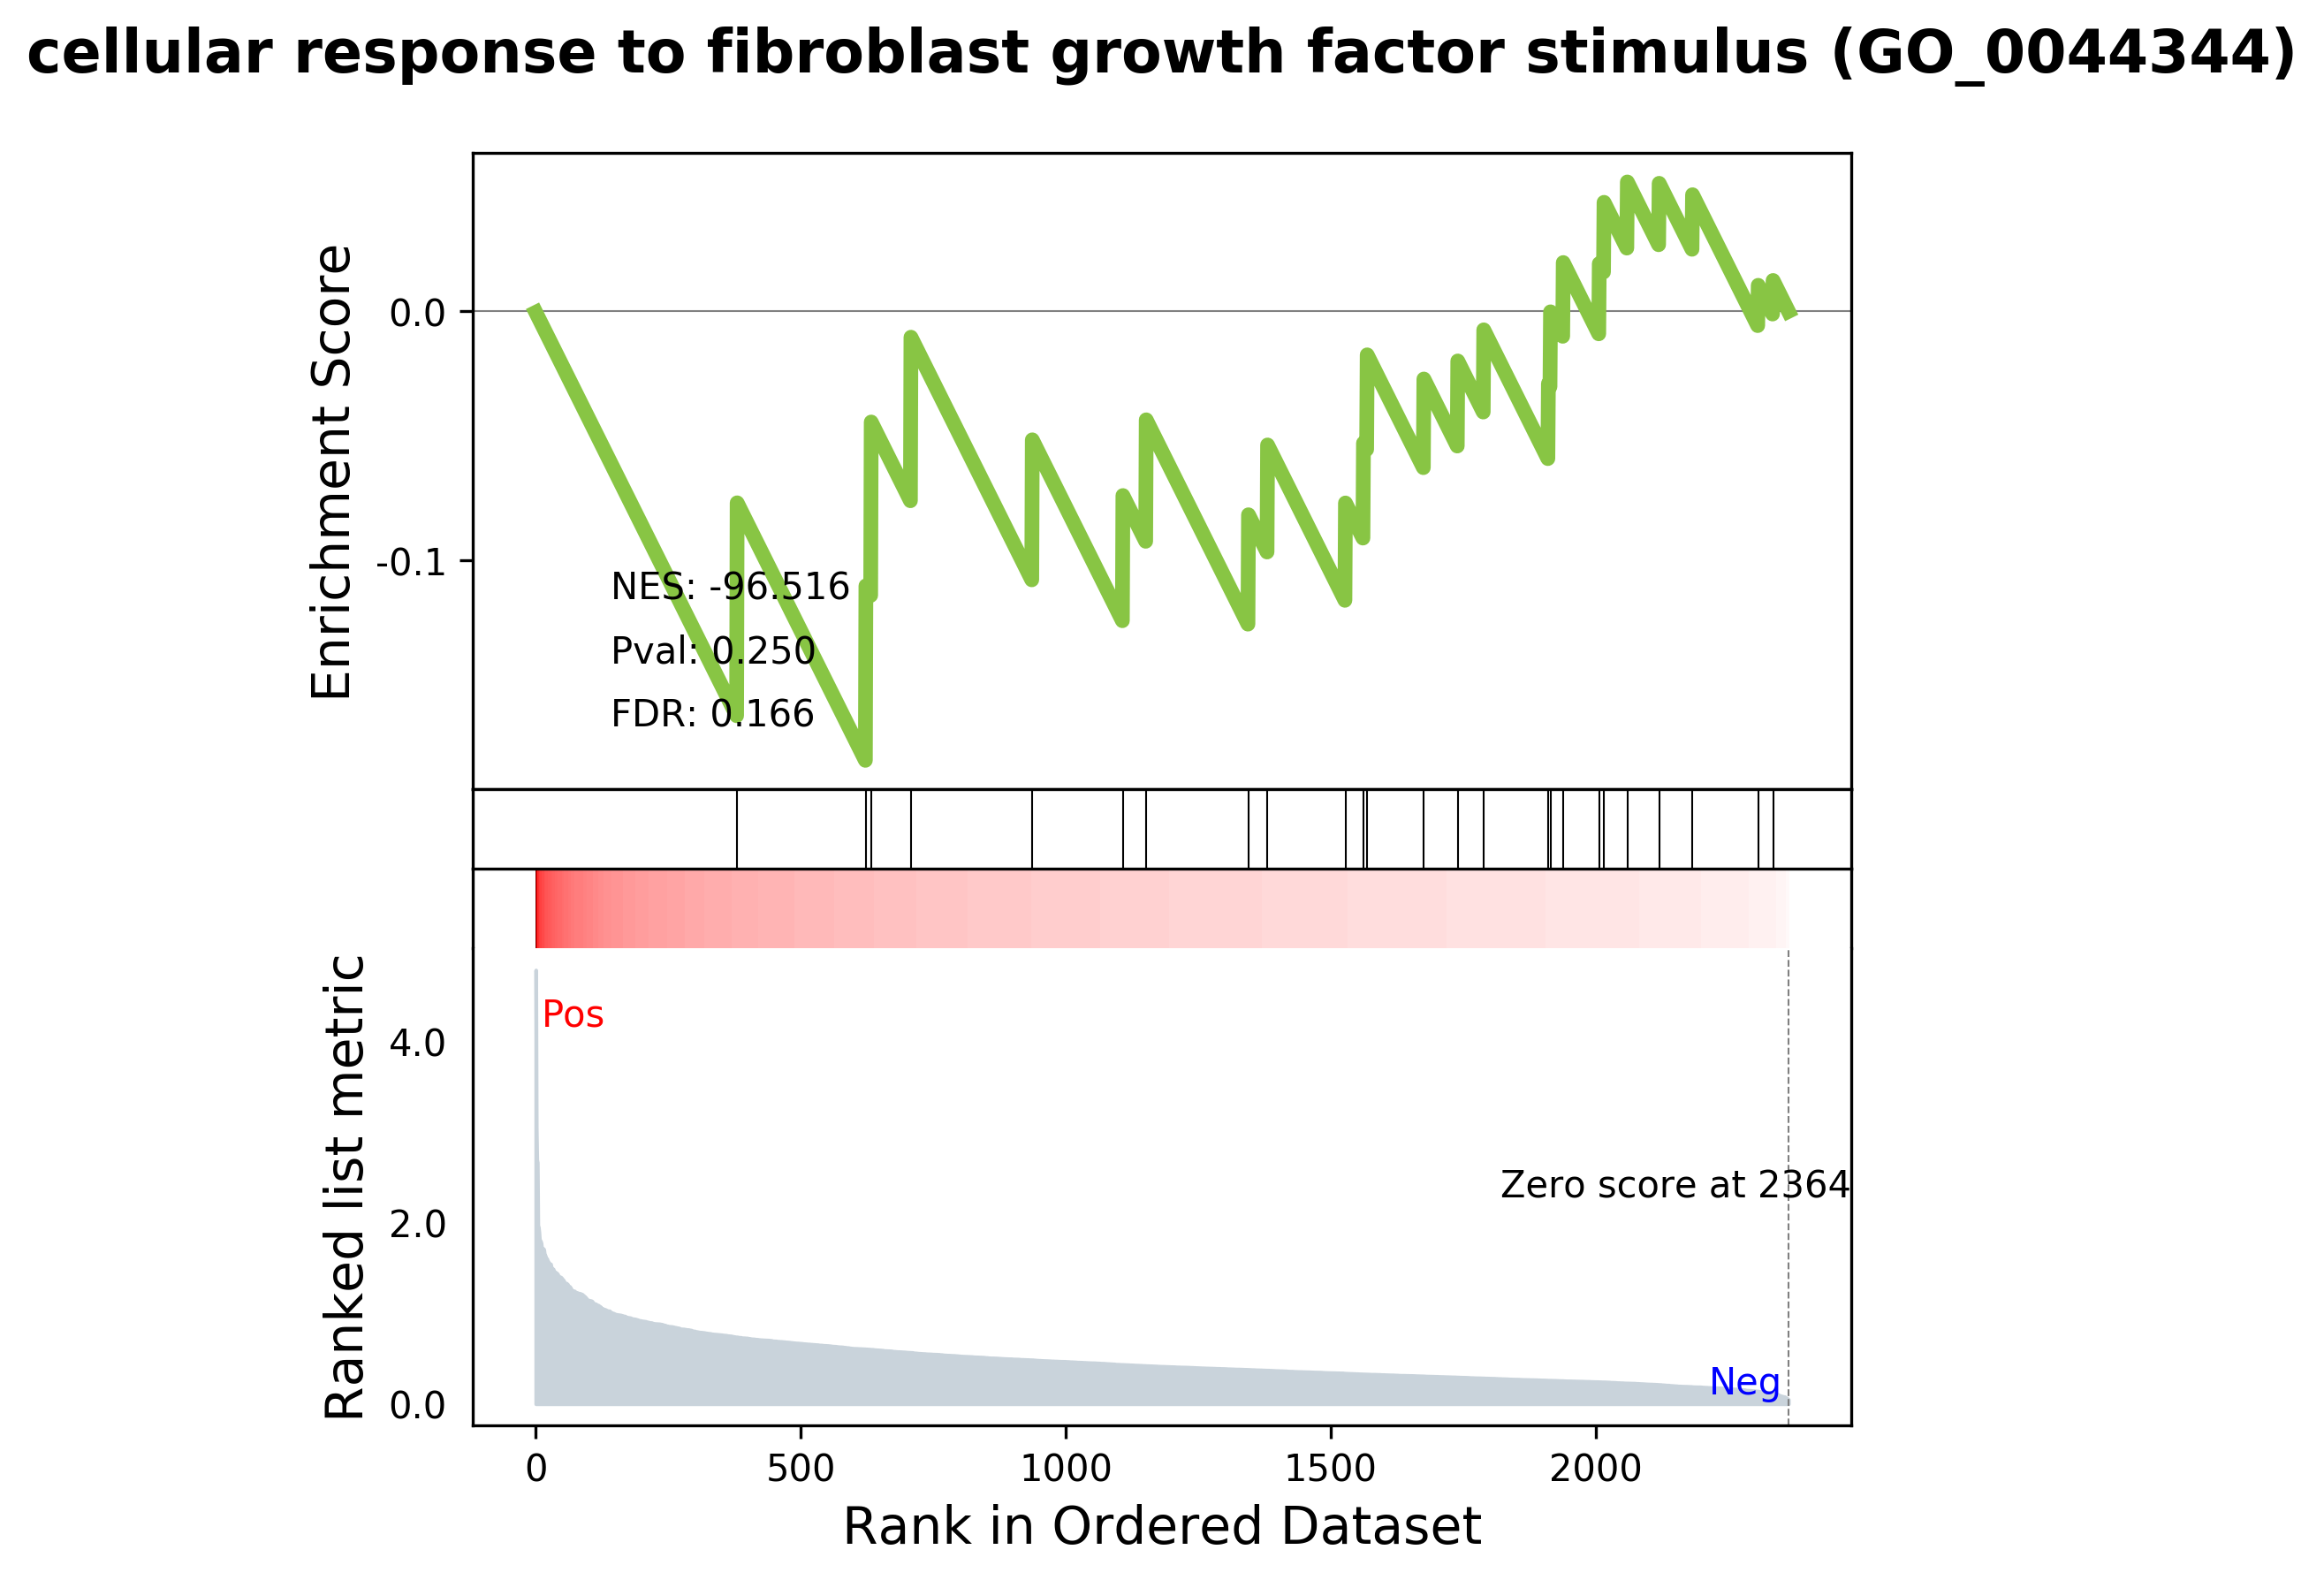 cellular response to fibroblast growth factor stimulus (GO_0044344)
Enrichment Score
0.0
-0.1
NES: -96.516
Pval: 0.250
FDR: 0.166
Ranked list metric
Pos
4.0
Zero score at 2364
2.0
Neg
0.0
0 500 1000 1500 2000
Rank in Ordered Dataset